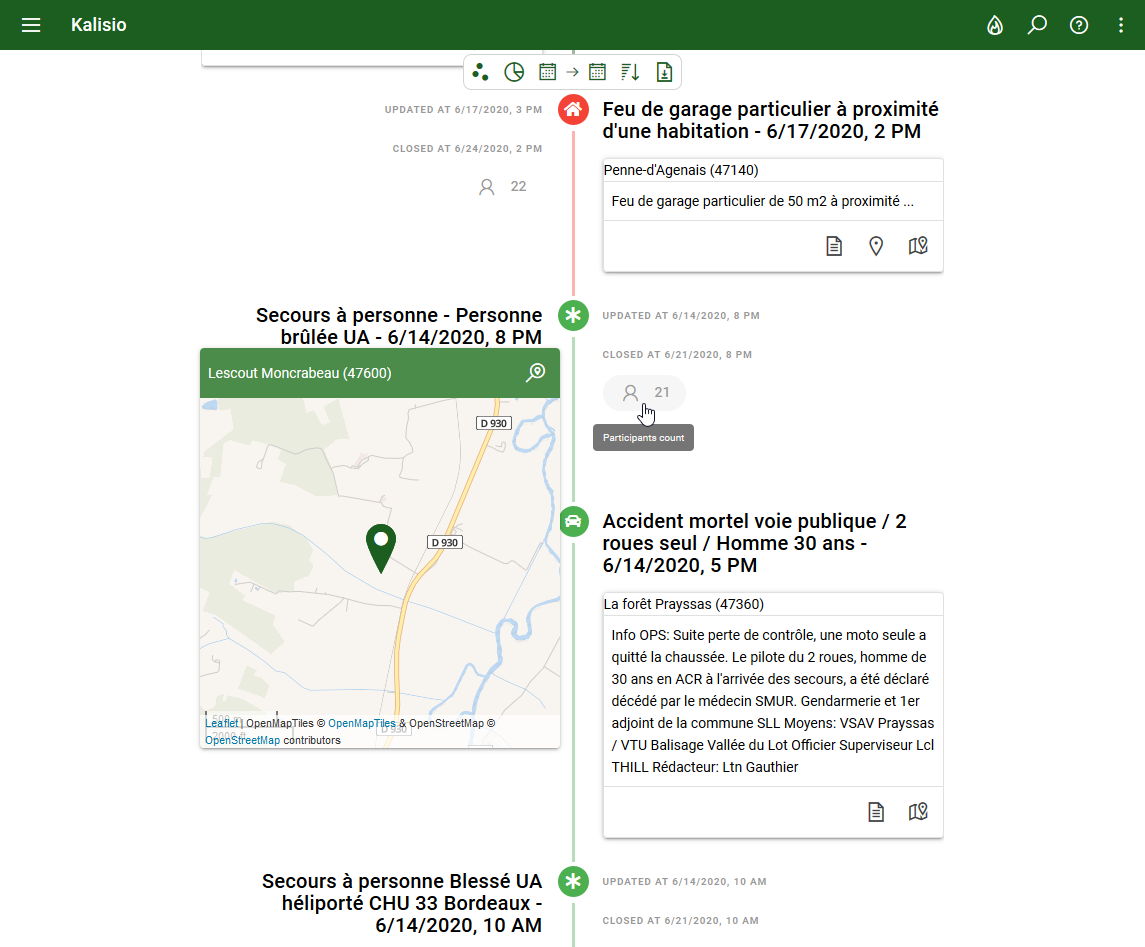 Kalisio
UPDATED AT 6/17/2020, 3 PM
CLOSED AT 6/24/2020, 2 PM
22
Feu de garage particulier à proximité
d'une habitation - 6/17/2020, 2 PM
Penne-d'Agenais (47140)
Feu de garage particulier de 50 m2 à proximité ...
Secours à personne - Personne
brûlée UA - 6/14/2020, 8 PM
UPDATED AT 6/14/2020, 8 PM
CLOSED AT 6/21/2020, 8 PM
21
Participants count
Lescout Moncrabeau (47600)
D 930
D 930
D 930
500 m
2000 ft
Leaflet | OpenMapTiles © OpenMapTiles & OpenStreetMap ©
OpenStreetMap contributors
Accident mortel voie publique / 2
roues seul / Homme 30 ans -
6/14/2020, 5 PM
La forêt Prayssas (47360)
Info OPS: Suite perte de contrôle, une moto seule a
quitté la chaussée. Le pilote du 2 roues, homme de
30 ans en ACR à l'arrivée des secours, a été déclaré
décédé par le médecin SMUR. Gendarmerie et 1er
adjoint de la commune SLL Moyens: VSAV Prayssas
/ VTU Balisage Vallée du Lot Officier Superviseur Lcl
THILL Rédacteur: Ltn Gauthier
Secours à personne Blessé UA
héliporté CHU 33 Bordeaux -
6/14/2020, 10 AM
UPDATED AT 6/14/2020, 10 AM
CLOSED AT 6/21/2020, 10 AM